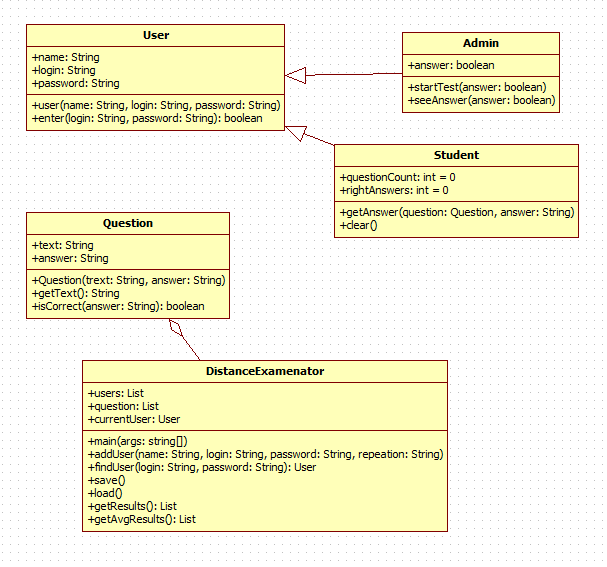 User
+name: String
+login: String
+password: String
+user(name: String, login: String, password: String)
+enter(login: String, password: String): boolean
Admin
+answer: boolean
+startTest(answer: boolean)
+seeAnswer(answer: boolean)
Student
+questionCount: int = 0
+rightAnswers: int = 0
+getAnswer(question: Question, answer: String)
+clear()
Question
+text: String
+answer: String
+Question(trext: String, answer: String)
+getText(): String
+isCorrect(answer: String): boolean
DistanceExamenator
+users: List
+question: List
+currentUser: User
+main(args: string[])
+addUser(name: String, login: String, password: String, repeation: String)
+findUser(login: String, password: String): User
+save()
+load()
+getResults(): List
+getAvgResults(): List